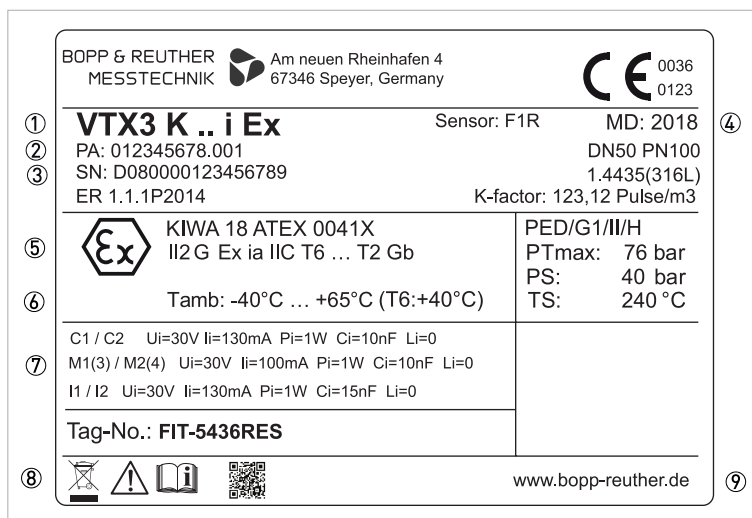 BOPP & REUTHER
MESSTECHNIK
Am neuen Rheinhafen 4
67346 Speyer, Germany
CE 0036
0123
① VTX3 K .. i Ex Sensor: F1R MD: 2018 ④
② PA: 012345678.001 DN50 PN100
③ SN: D080000123456789 1.4435(316L)
ER 1.1.1P2014 K-factor: 123,12 Pulse/m3
Ex
KIWA 18 ATEX 0041X PED/G1/II/H
⑤ II2 G Ex ia IIC T6 ... T2 Gb PTmax: 76 bar
PS: 40 bar
⑥ Tamb: -40°C ... +65°C (T6:+40°C) TS: 240 °C
C1 / C2 Ui=30V Ii=130mA Pi=1W Ci=10nF Li=0
⑦ M1(3) / M2(4) Ui=30V Ii=100mA Pi=1W Ci=10nF Li=0
I1 / I2 Ui=30V Ii=130mA Pi=1W Ci=15nF Li=0
Tag-No.: FIT-5436RES
⑧ i www.bopp-reuther.de ⑨